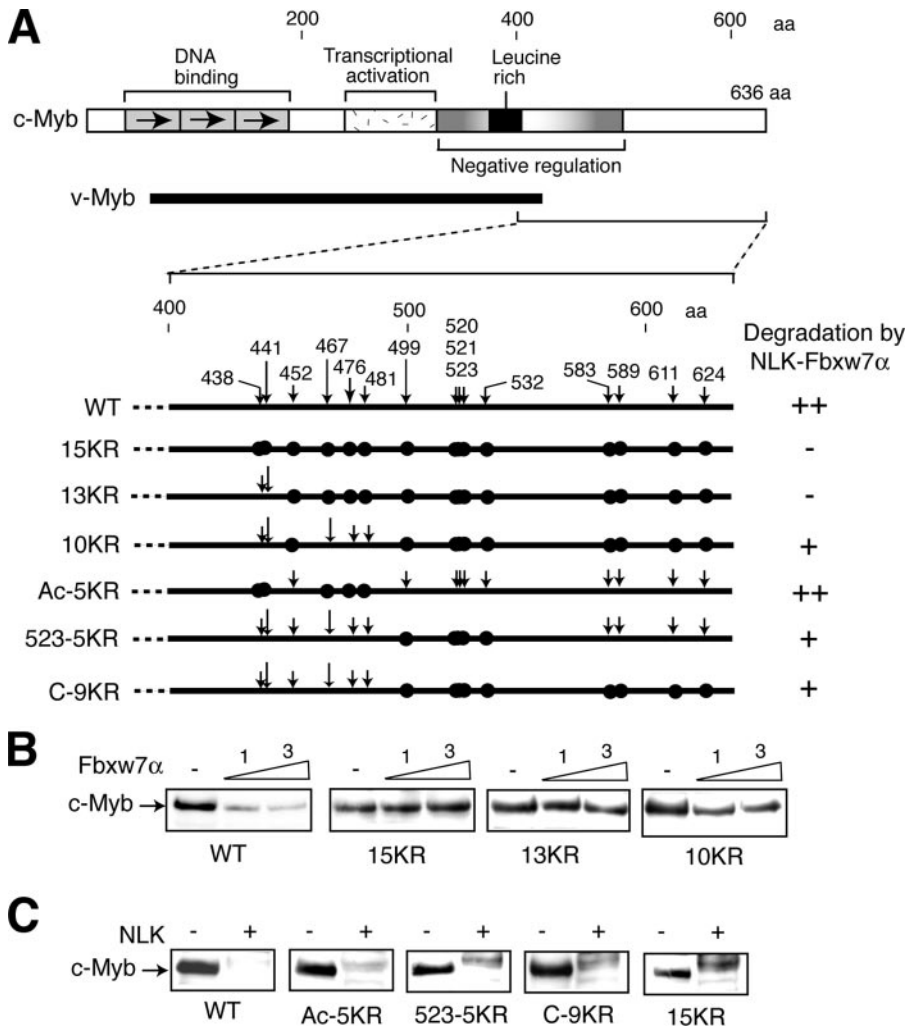 A
200 400 600 aa
DNA binding
Transcriptional activation
Leucine rich
636 aa
c-Myb
Negative regulation
v-Myb
400 500 600 aa
Degradation by NLK-Fbxw7α
438 441 452 467 476 481 499 520 521 523 532 583 589 611 624
WT ++
15KR -
13KR -
10KR +
Ac-5KR ++
523-5KR +
C-9KR +
B
Fbxw7α - 1 3 - 1 3 - 1 3 - 1 3
c-Myb
WT 15KR 13KR 10KR
C
NLK - + - + - + - + - +
c-Myb
WT Ac-5KR 523-5KR C-9KR 15KR